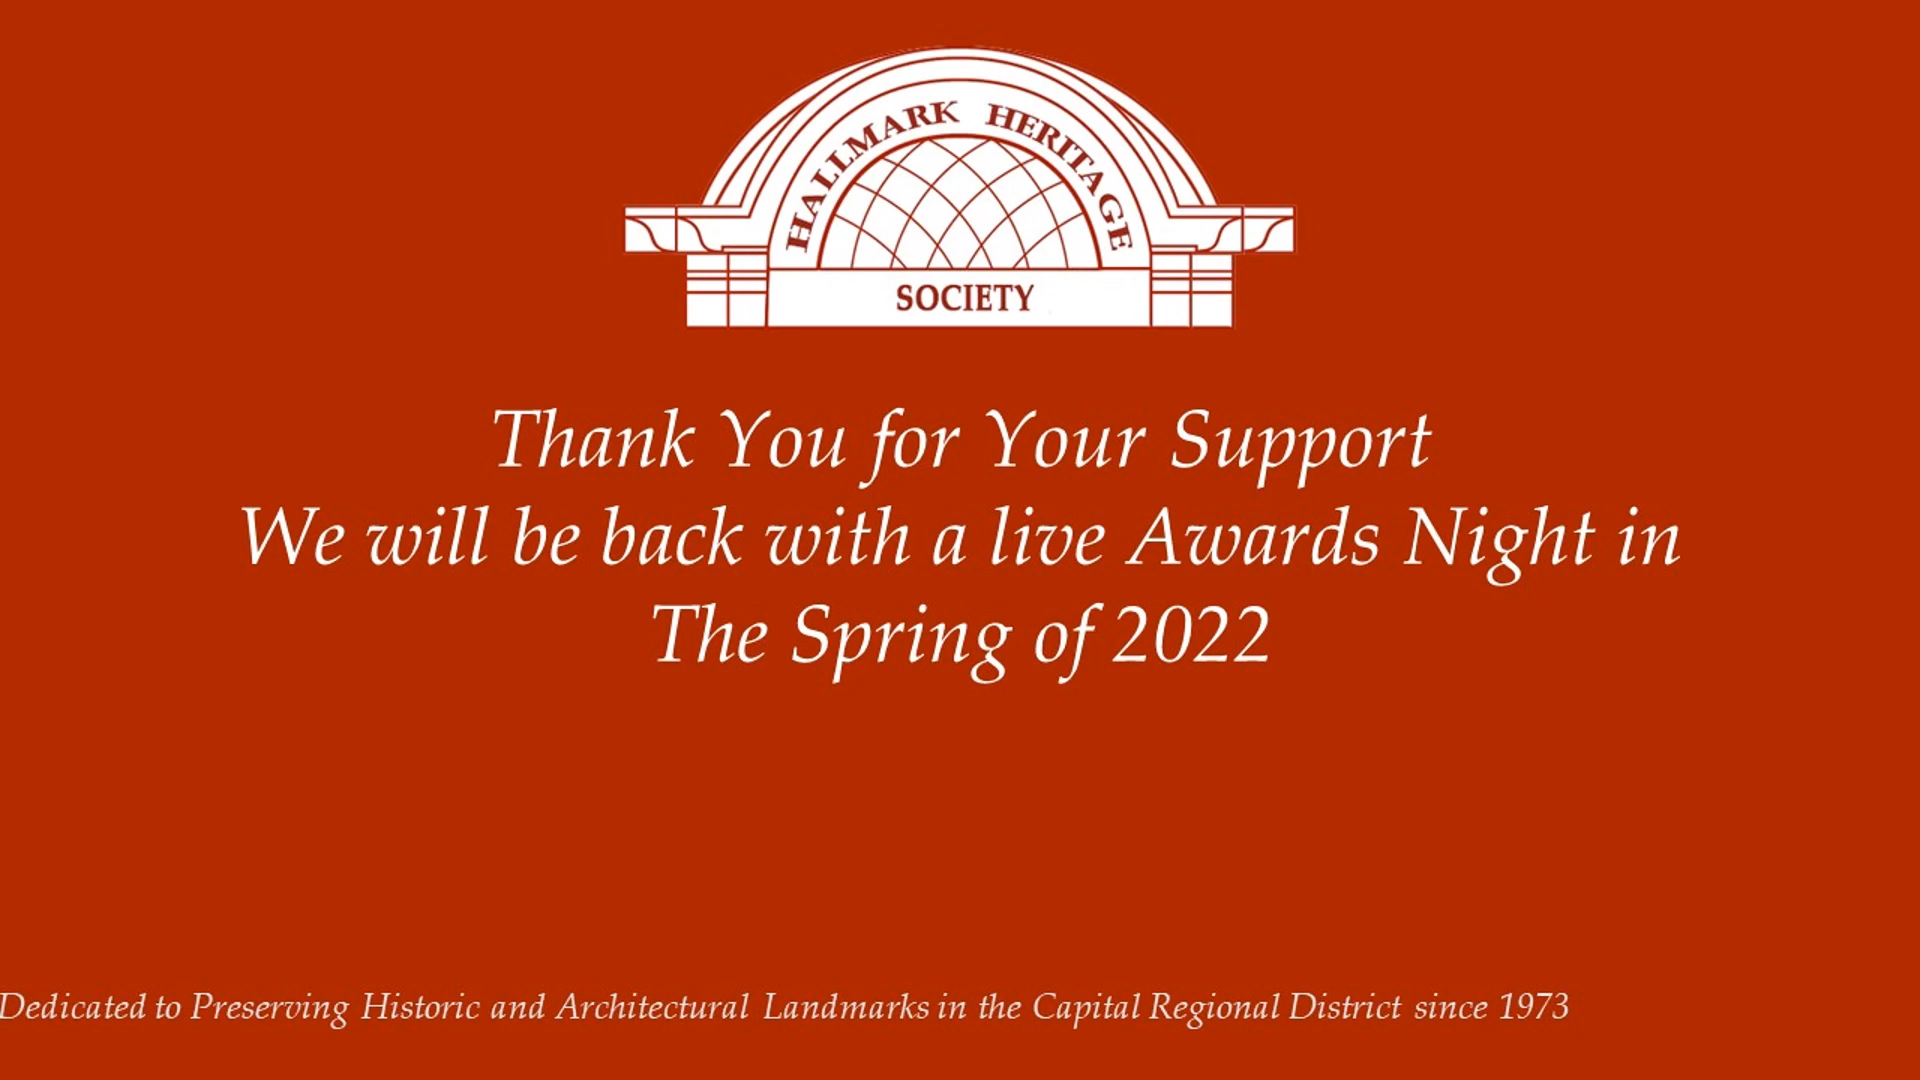 HALLMARK HERITAGE
SOCIETY
Thank You for Your Support
We will be back with a live Awards Night in
The Spring of 2022
Dedicated to Preserving Historic and Architectural Landmarks in the Capital Regional District since 1973